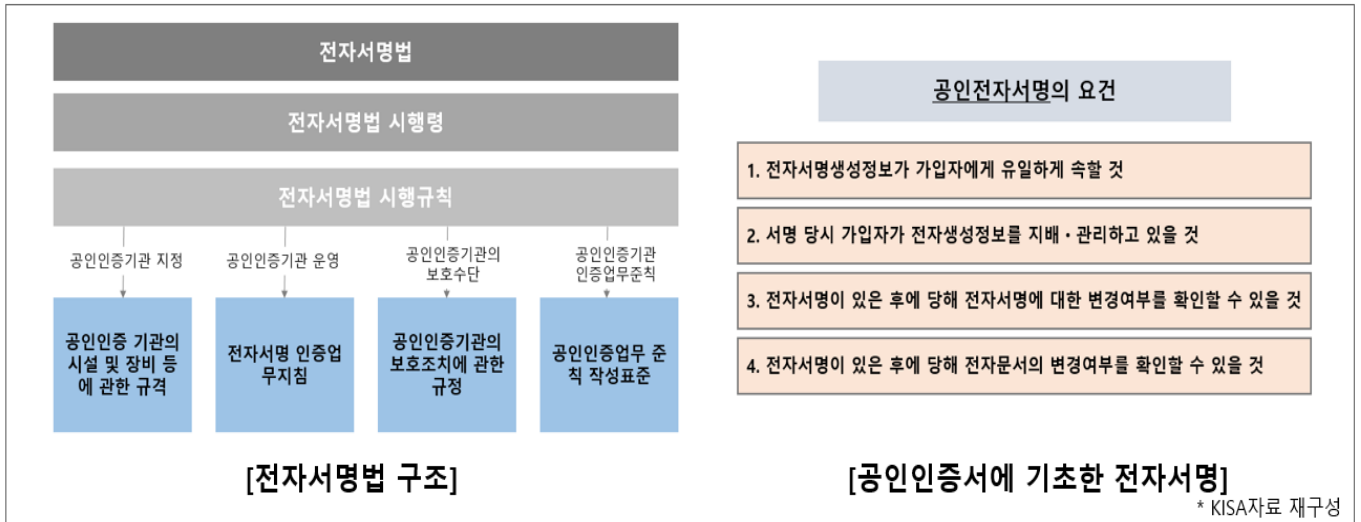 전자서명법
전자서명법 시행령
전자서명법 시행규칙
공인인증기관 지정
공인인증기관 운영
공인인증기관의
보호수단
공인인증기관
인증업무준칙
공인인증 기관의
시설 및 장비 등
에 관한 규격
전자서명 인증업
무지침
공인인증기관의
보호조치에 관한
규정
공인인증업무 준
칙 작성표준
[전자서명법 구조]
공인전자서명의 요건
1. 전자서명생성정보가 가입자에게 유일하게 속할 것
2. 서명 당시 가입자가 전자생성정보를 지배・관리하고 있을 것
3. 전자서명이 있은 후에 당해 전자서명에 대한 변경여부를 확인할 수 있을 것
4. 전자서명이 있은 후에 당해 전자문서의 변경여부를 확인할 수 있을 것
[공인인증서에 기초한 전자서명]
* KISA자료 재구성